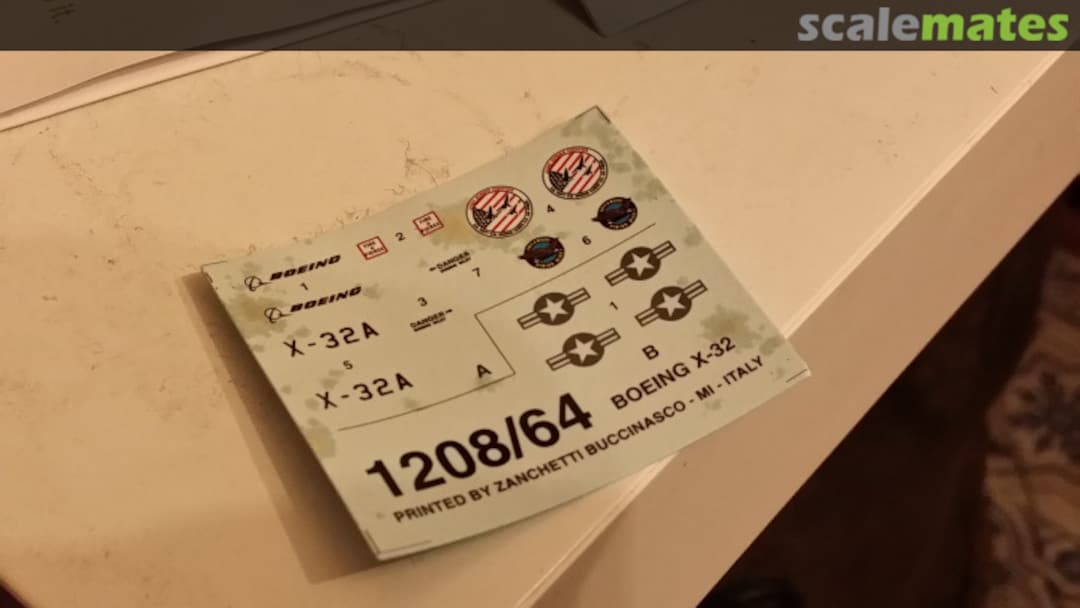 scalemates
BOEING
1
2
4
6
BOEING
DANGER
7
3
DANGER
X-32A
5
X-32A
A
1
B
1208/64
BOEING X-32
PRINTED BY ZANCHETTI BUCCINASCO - MI - ITALY